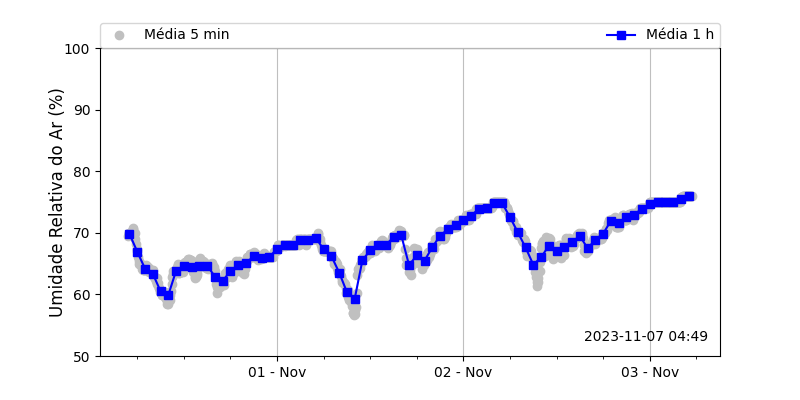 Média 5 min
Média 1 h
Umidade Relativa do Ar (%)
100
90
80
70
60
50
2023-11-07 04:49
01 - Nov
02 - Nov
03 - Nov